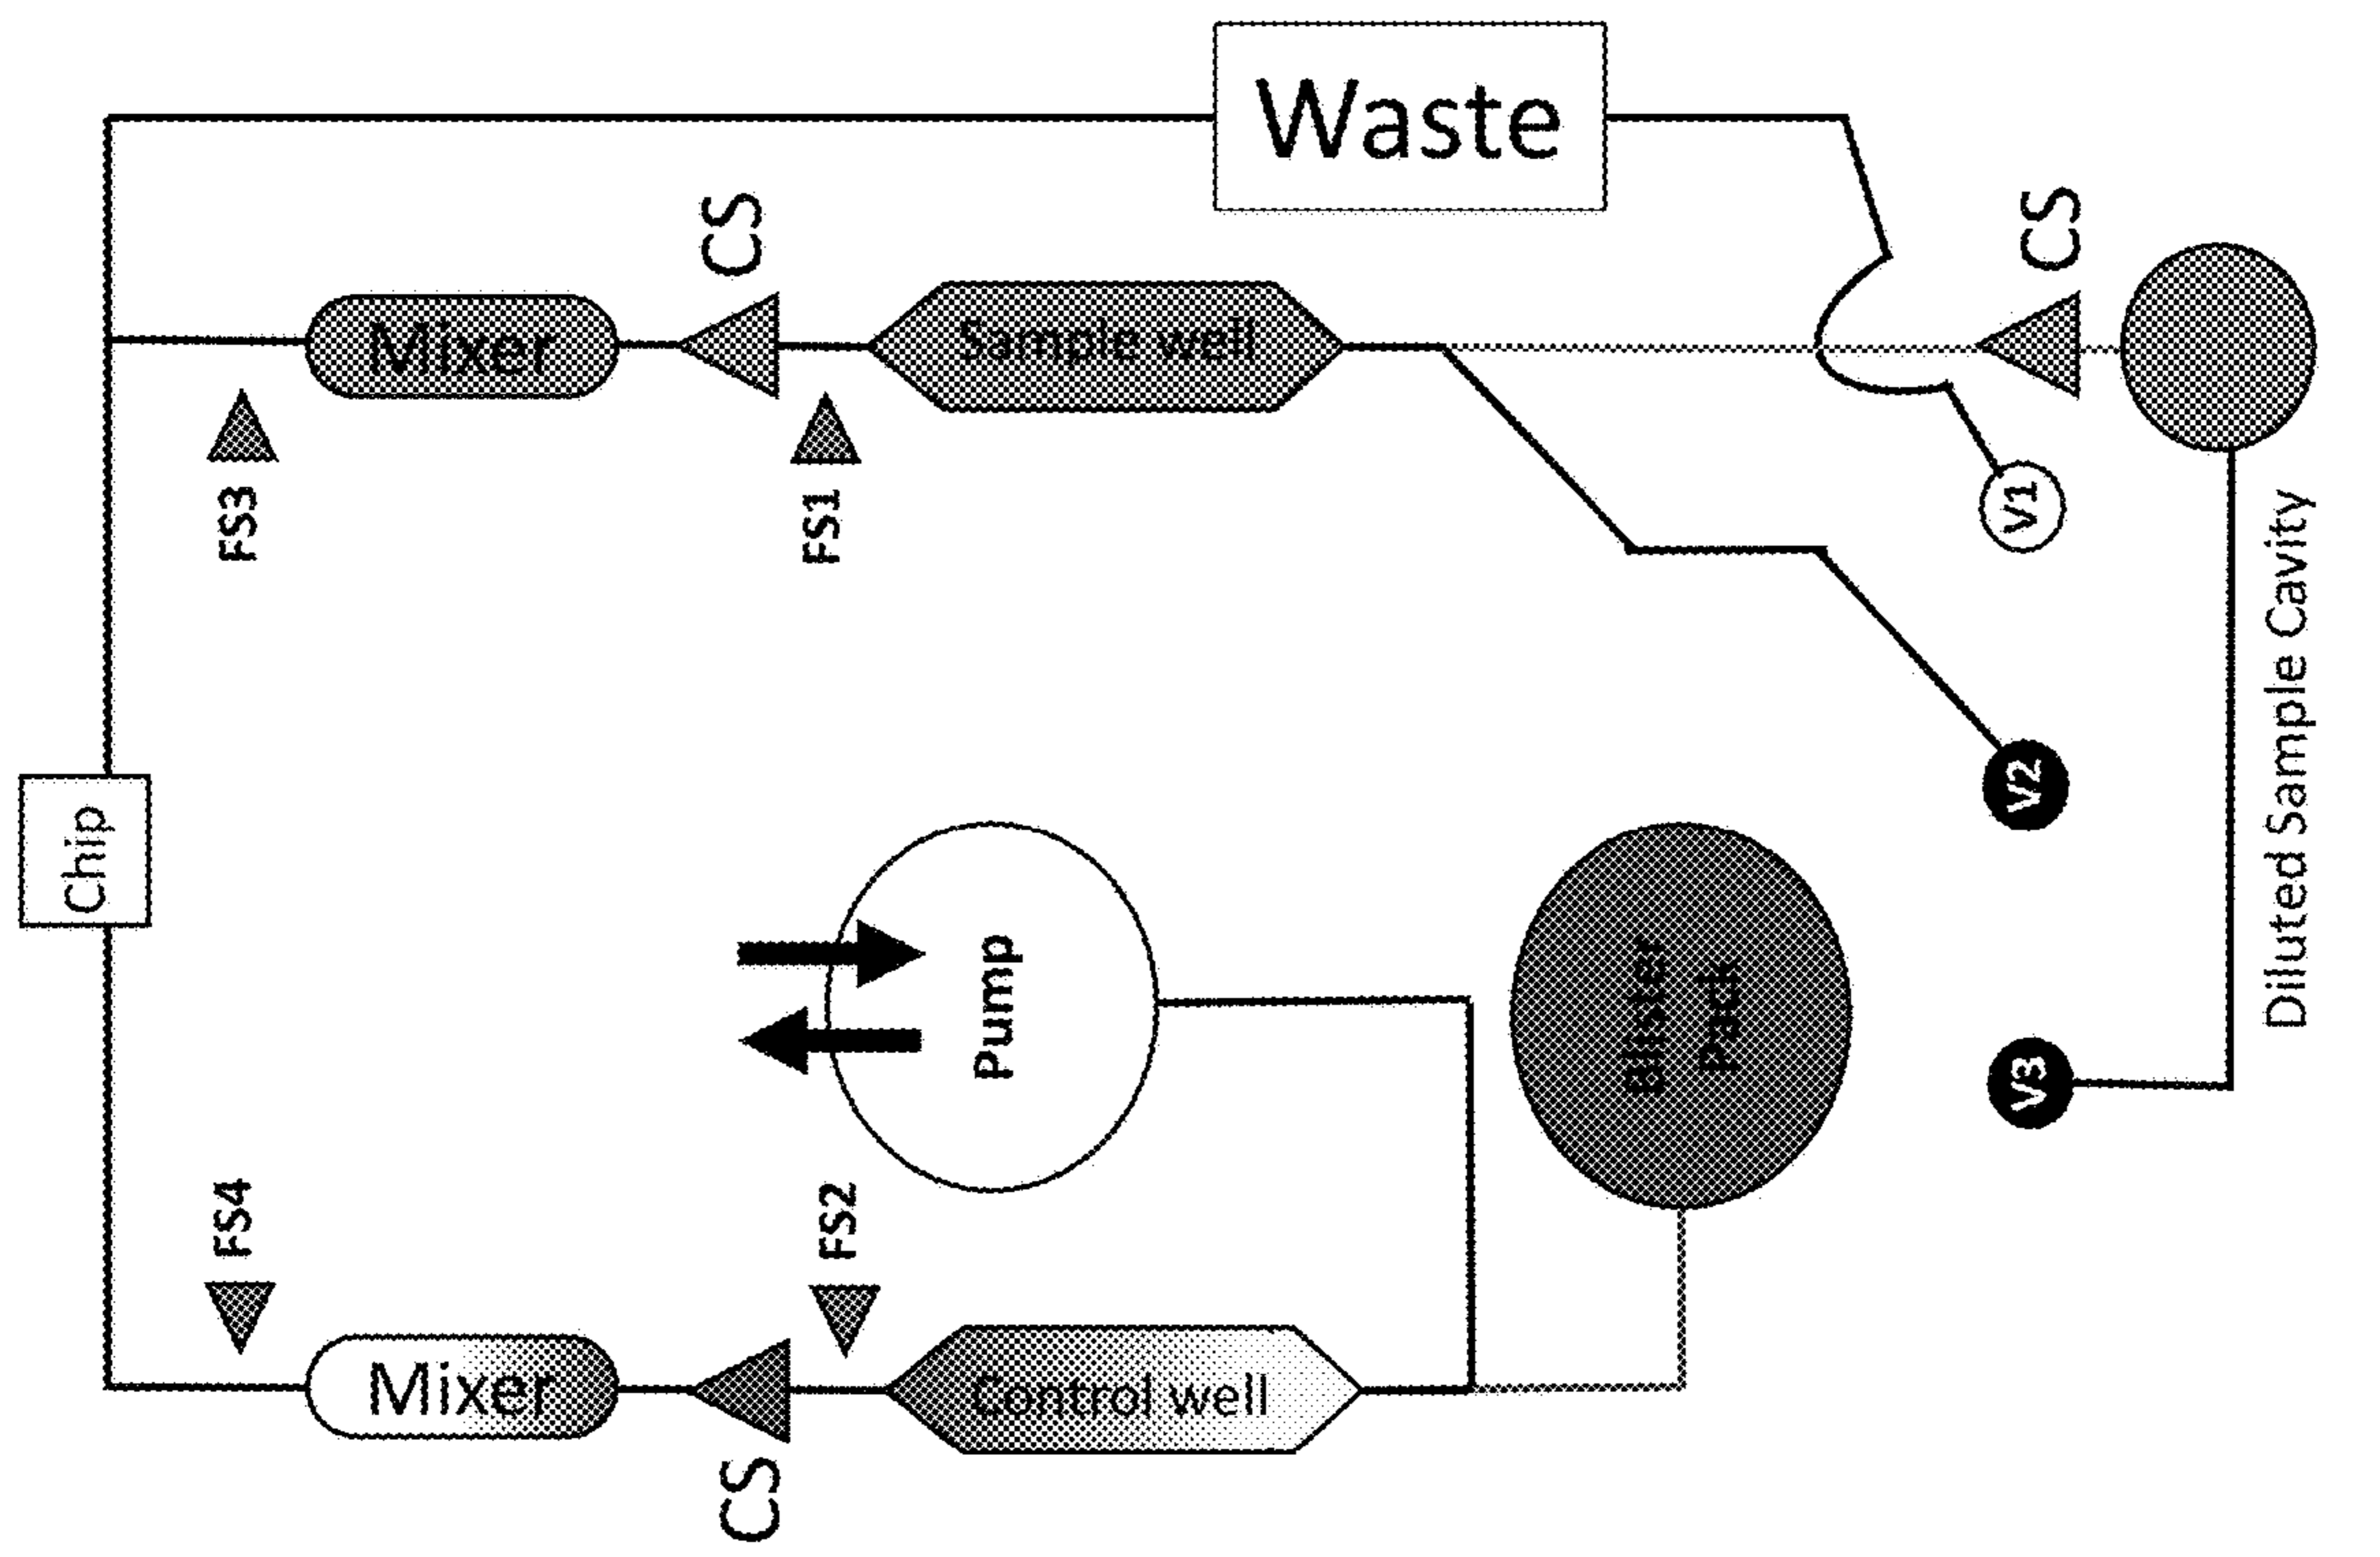 Waste
CS
CS
Mixer
Sample well
FS3
FS1
V1
Chip
V2
Diluted Sample Cavity
Pump
Blister
Pack
V3
FS4
FS2
Mixer
Control well
CS